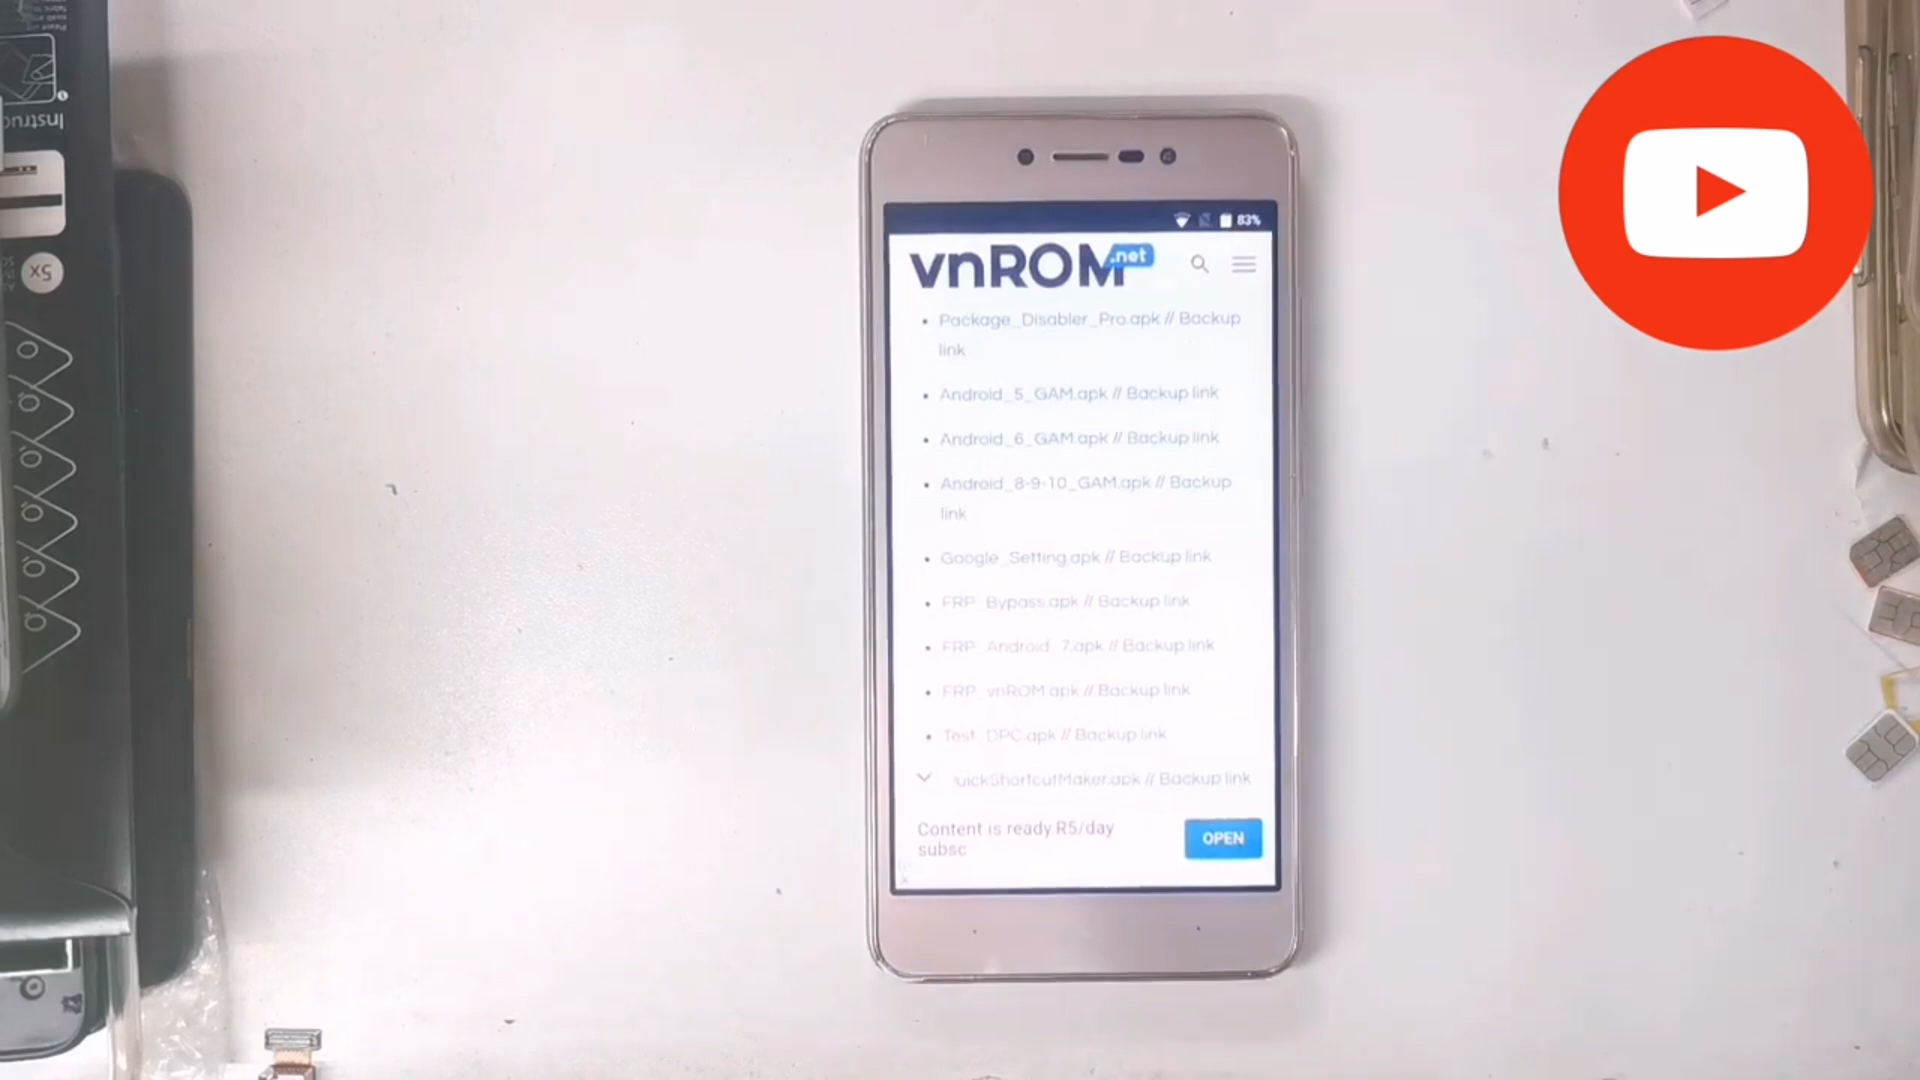 Instruc
5x
83%
vnROM.net
Package_Disabler_Pro.apk // Backup
link
Android_5_GAM.apk // Backup link
Android_6_GAM.apk // Backup link
Android_8-9-10_GAM.apk // Backup
link
Google_Setting.apk // Backup link
FRP_Bypass.apk // Backup link
FRP_Android_7.apk // Backup link
FRP_vnROM.apk // Backup link
Test_DPC.apk // Backup link
uickShortcutMaker.apk // Backup link
Content is ready.R5/day
subsc
OPEN